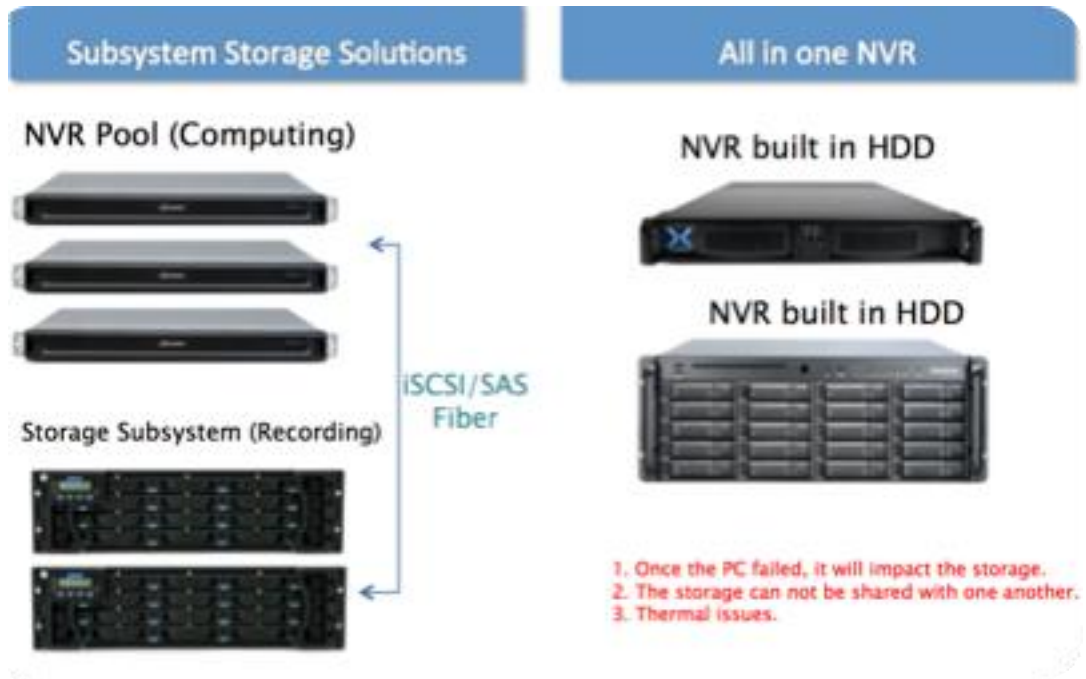 Subsystem Storage Solutions
All in one NVR
NVR Pool (Computing)
iSCSI/SAS
Fiber
Storage Subsystem (Recording)
NVR built in HDD
NVR built in HDD
1. Once the PC failed, it will impact the storage.
2. The storage can not be shared with one another.
3. Thermal issues.